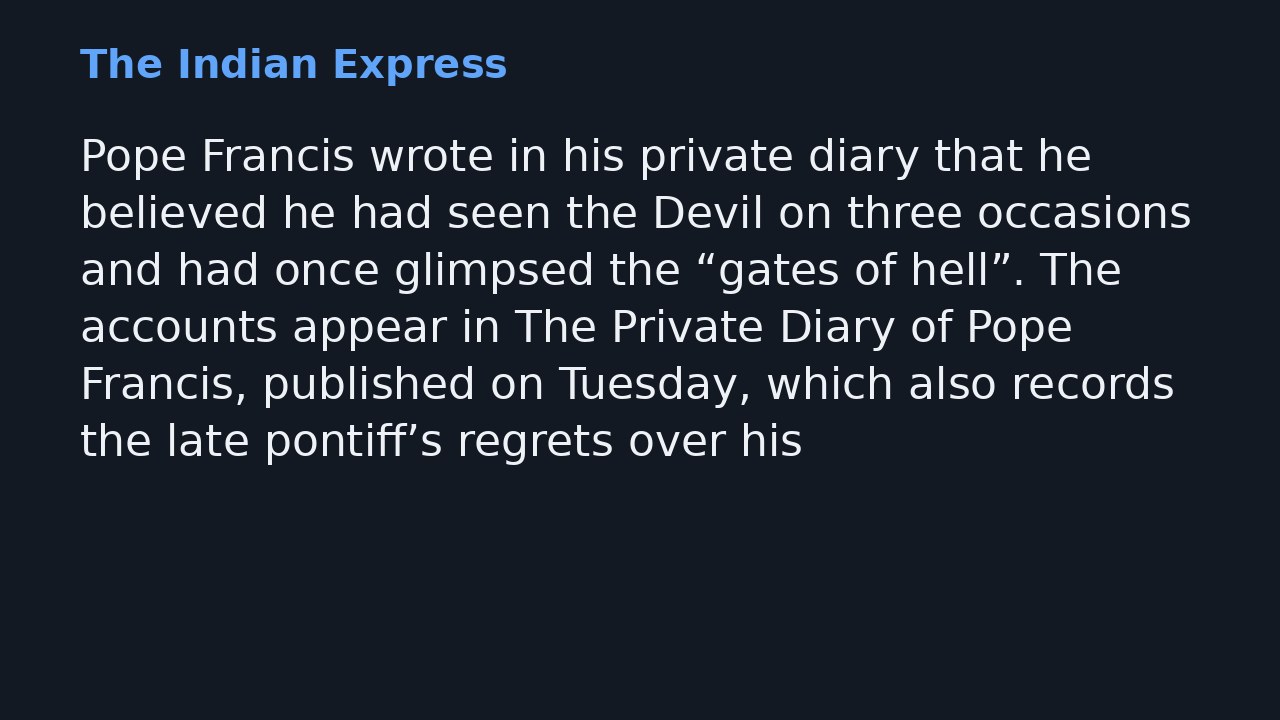 The Indian Express
Pope Francis wrote in his private diary that he
believed he had seen the Devil on three occasions
and had once glimpsed the “gates of hell”. The
accounts appear in The Private Diary of Pope
Francis, published on Tuesday, which also records
the late pontiff’s regrets over his